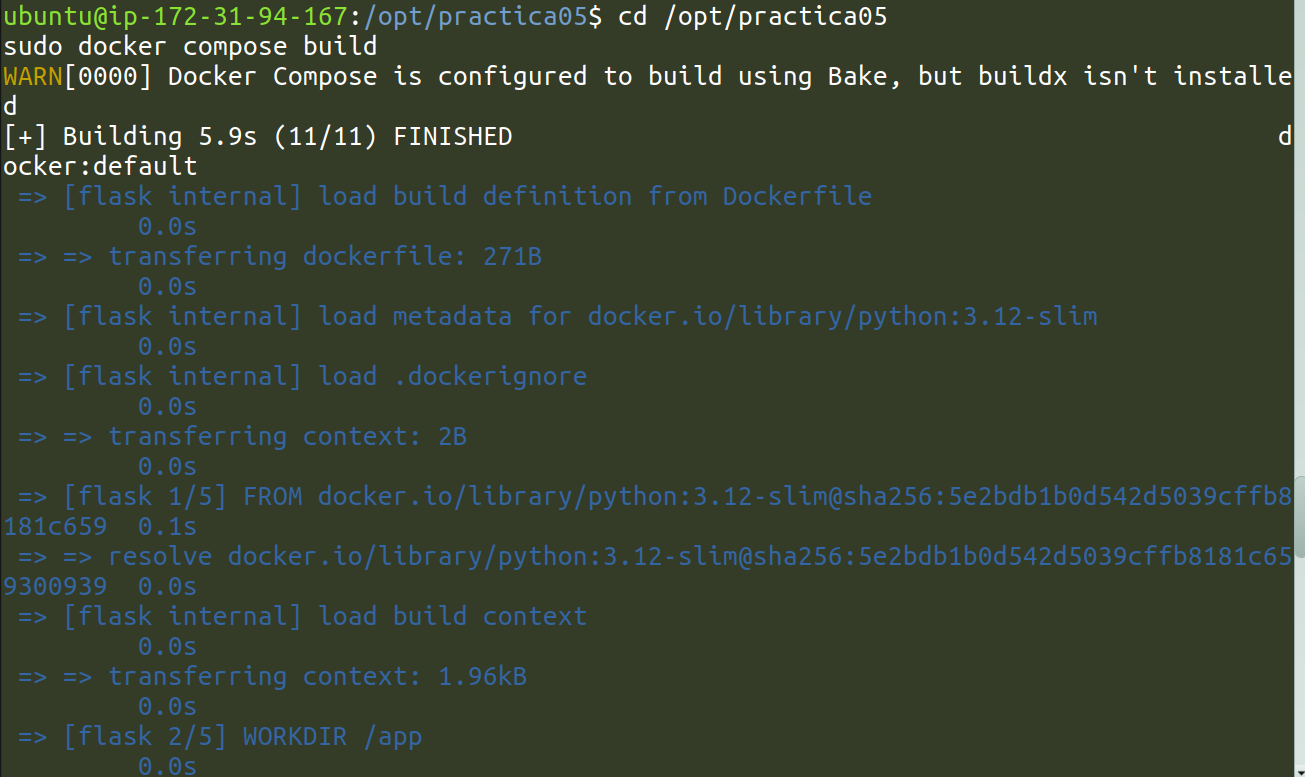 ubuntu@ip-172-31-94-167:/opt/practica05$ cd /opt/practica05
sudo docker compose build
WARN[0000] Docker Compose is configured to build using Bake, but buildx isn't installe
d
[+] Building 5.9s (11/11) FINISHED                                                   d
ocker:default
 => [flask internal] load build definition from Dockerfile
         0.0s
 => => transferring dockerfile: 271B
         0.0s
 => [flask internal] load metadata for docker.io/library/python:3.12-slim
         0.0s
 => [flask internal] load .dockerignore
         0.0s
 => => transferring context: 2B
         0.0s
 => [flask 1/5] FROM docker.io/library/python:3.12-slim@sha256:5e2bdb1b0d542d5039cffb8
181c659  0.1s
 => => resolve docker.io/library/python:3.12-slim@sha256:5e2bdb1b0d542d5039cffb8181c65
9300939  0.0s
 => [flask internal] load build context
         0.0s
 => => transferring context: 1.96kB
         0.0s
 => [flask 2/5] WORKDIR /app
         0.0s